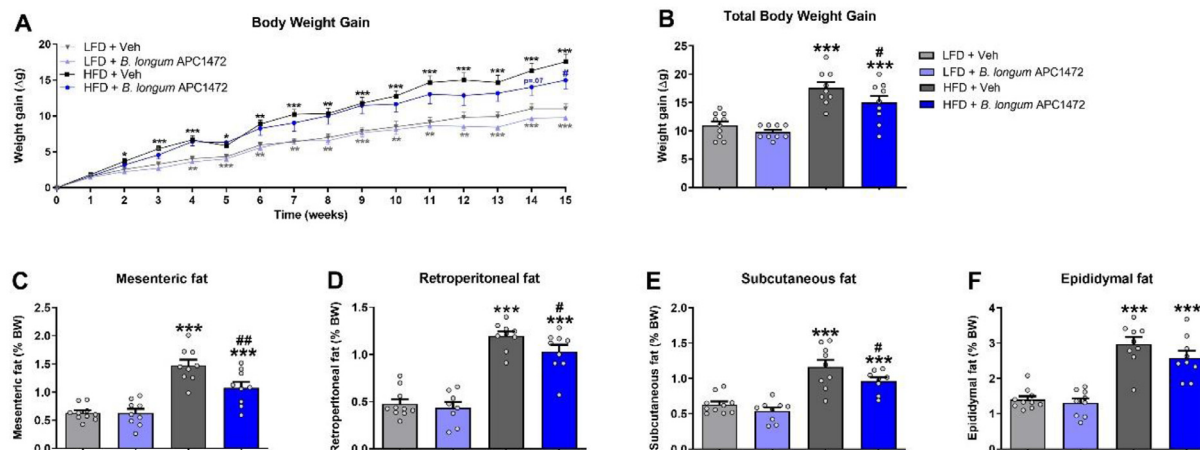 A
Body Weight Gain
Weight gain (Δg)
20
15
10
5
0
LFD + Veh
LFD + B. longum APC1472
HFD + Veh
HFD + B. longum APC1472
* *** *** * *** *** ** *** *** *** *** *** *** ***
p=.07
#
** *** ** ** ** *** ** ** ** *** *** ***
0 1 2 3 4 5 6 7 8 9 10 11 12 13 14 15
Time (weeks)
B
Total Body Weight Gain
Weight gain (Δg)
25
20
15
10
5
0
***
#
***
LFD + Veh
LFD + B. longum APC1472
HFD + Veh
HFD + B. longum APC1472
C
Mesenteric fat
Mesenteric fat (% BW)
2.5
2.0
1.5
1.0
0.5
0.0
***
##
***
D
Retroperitoneal fat
Retroperitoneal fat (% BW)
1.5
1.0
0.5
0.0
***
#
***
E
Subcutaneous fat
Subcutaneous fat (% BW)
2.0
1.5
1.0
0.5
0.0
***
#
***
F
Epididymal fat
Epididymal fat (% BW)
4
3
2
1
0
***
***